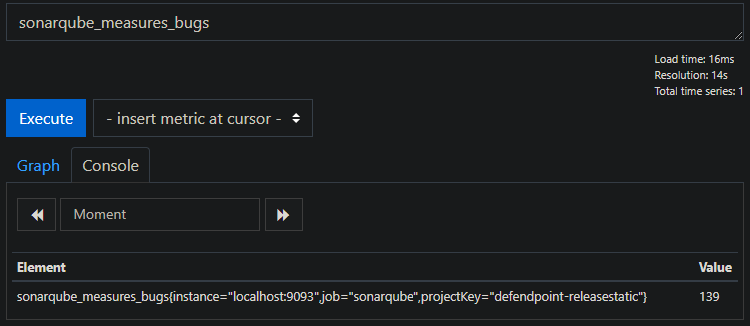 sonarqube_measures_bugs
Load time: 16ms
Resolution: 14s
Total time series: 1
Execute
- insert metric at cursor -
Graph
Console
Moment
Element Value
sonarqube_measures_bugs{instance="localhost:9093",job="sonarqube",projectKey="defendpoint-releasestatic"} 139